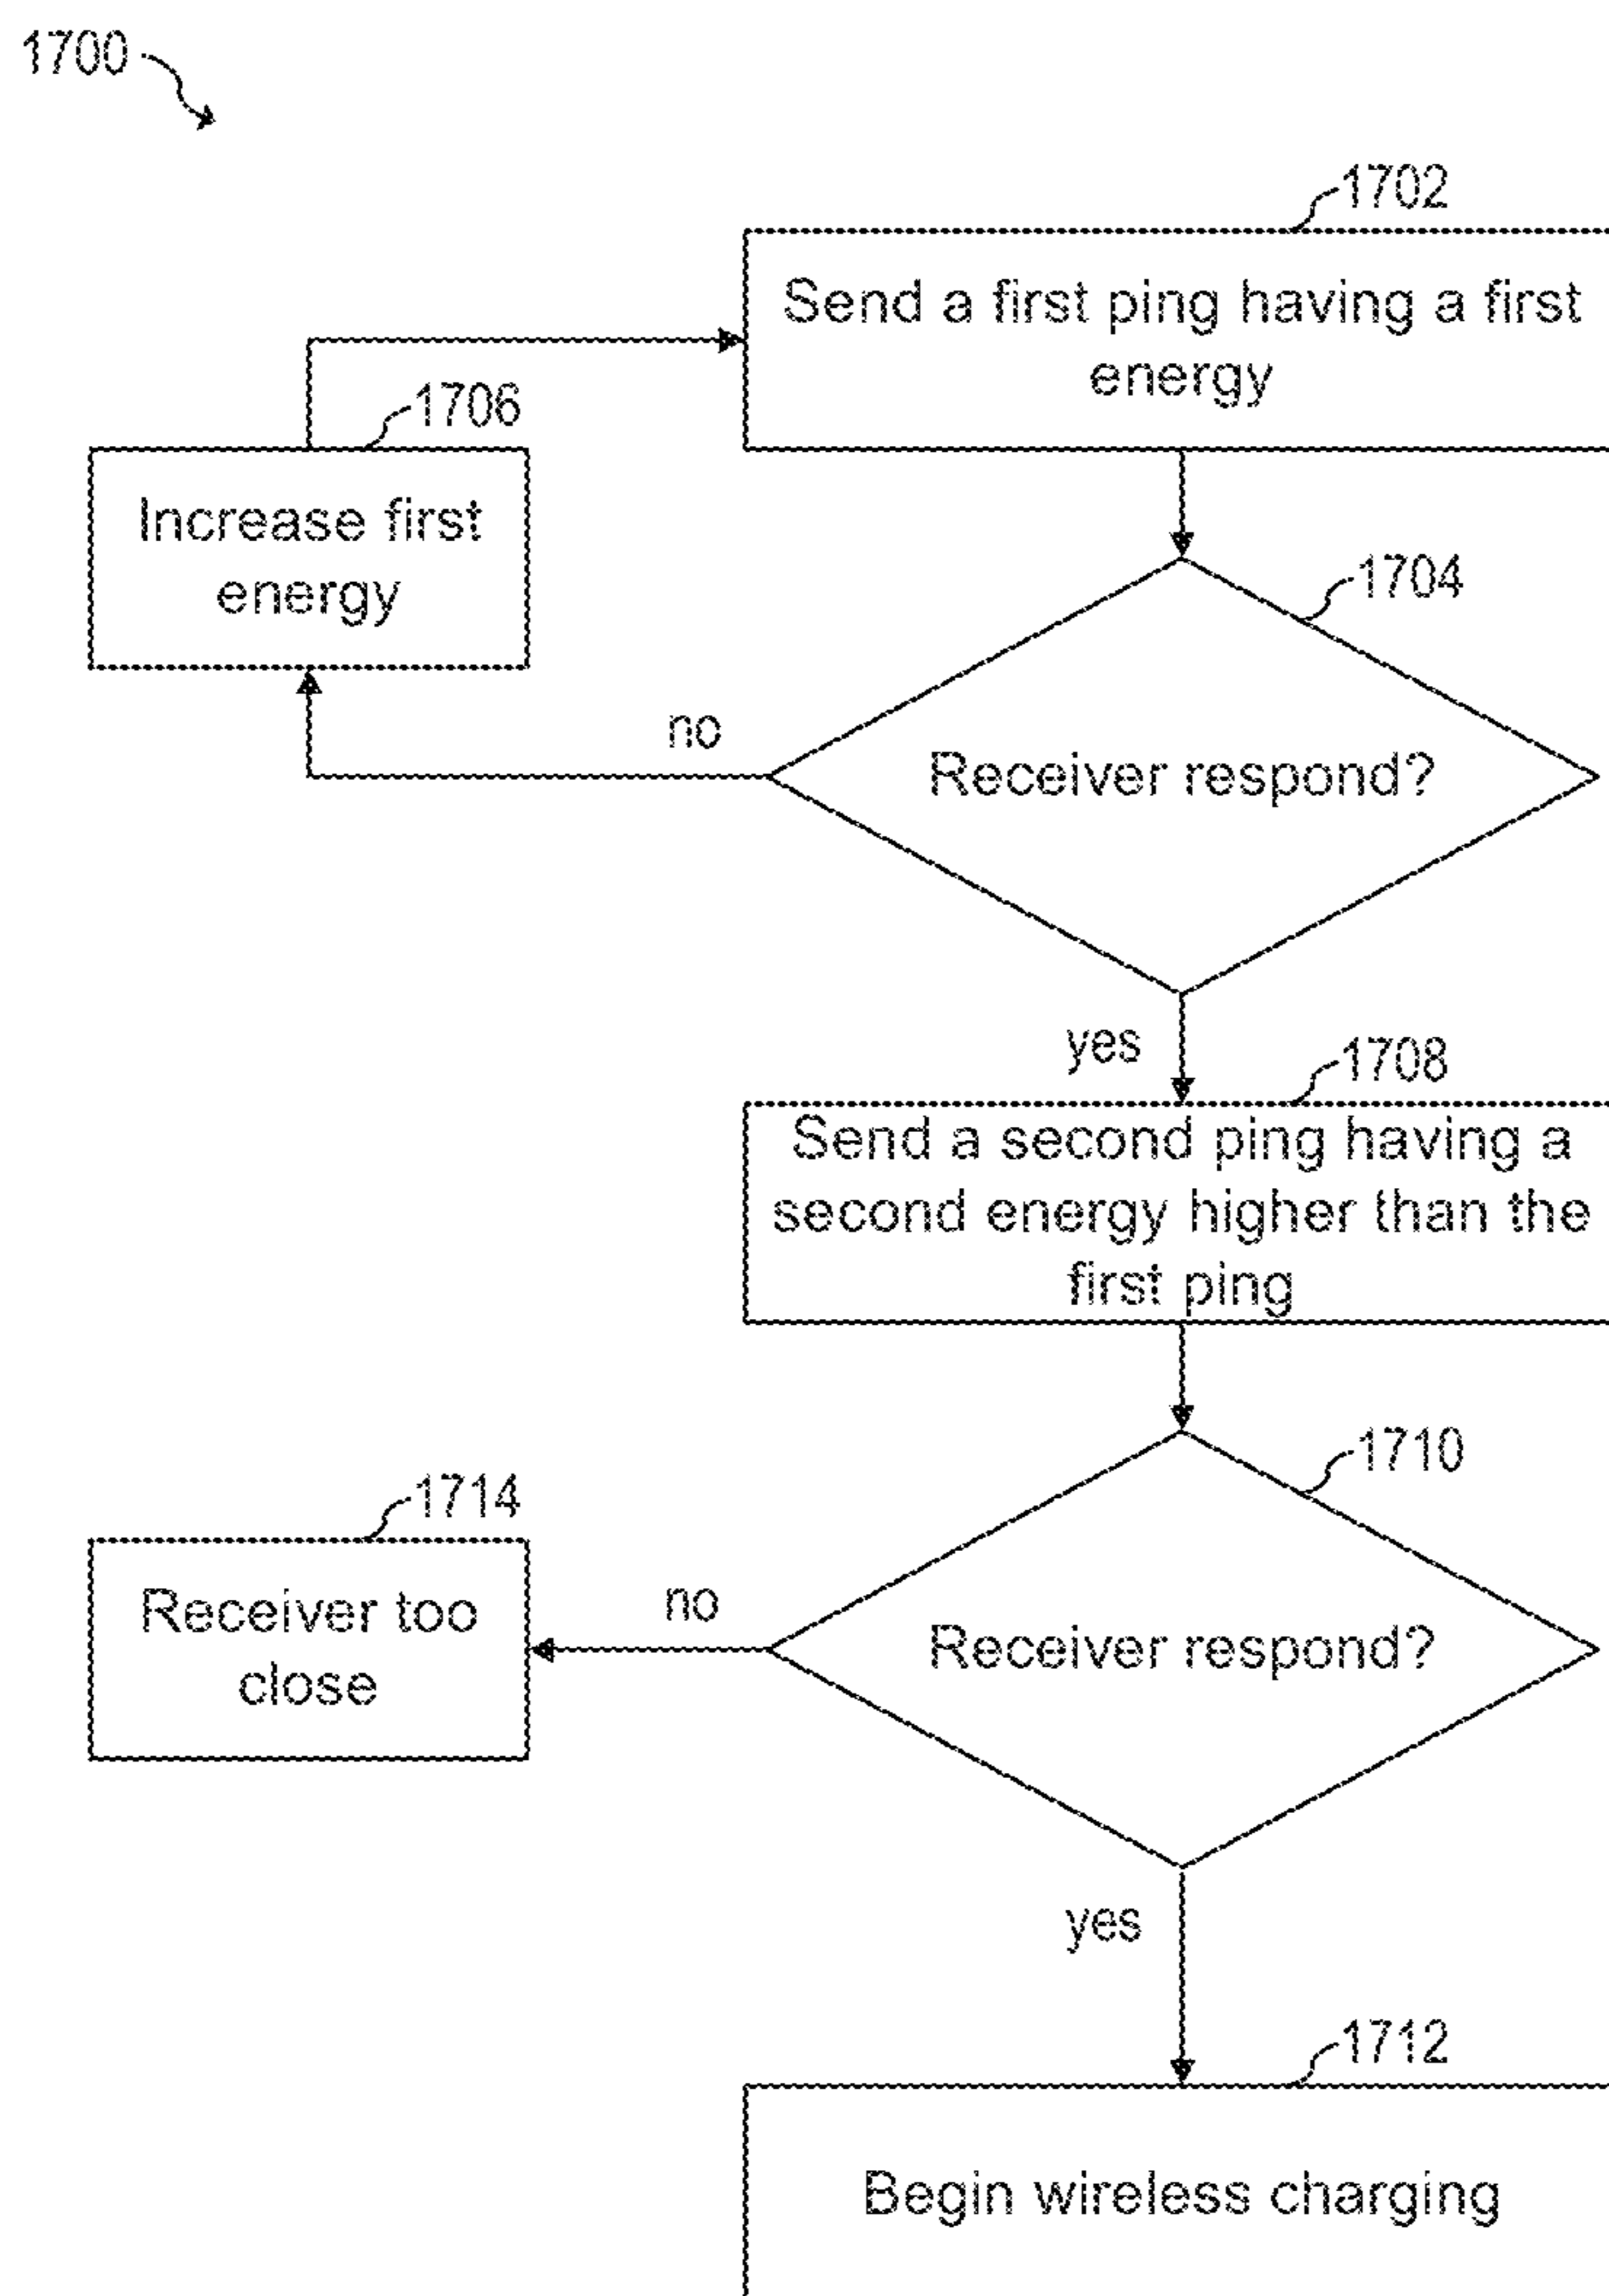 1700
1702
Send a first ping having a first
energy
1706
Increase first
energy
1704
Receiver respond?
no
yes
1708
Send a second ping having a
second energy higher than the
first ping
1710
Receiver respond?
1714
Receiver too
close
no
yes
1712
Begin wireless charging